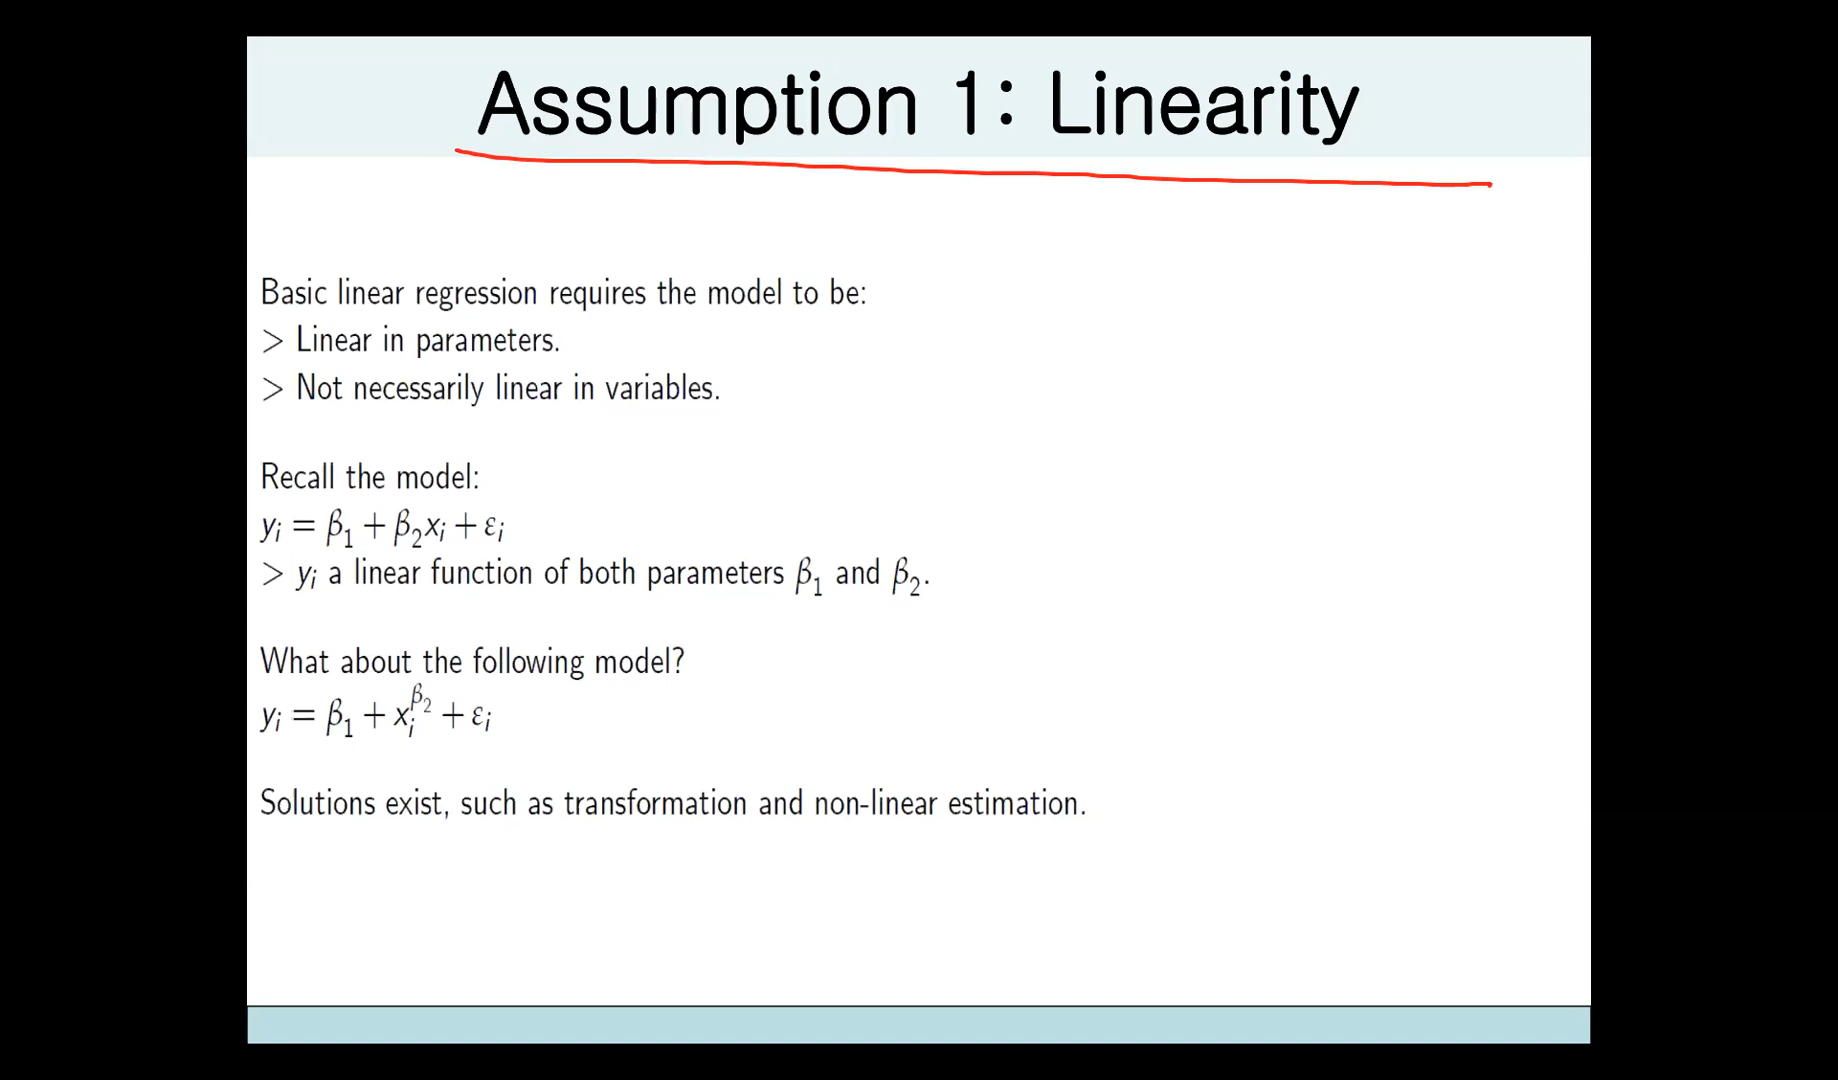 Assumption 1: Linearity
Basic linear regression requires the model to be:
> Linear in parameters.
> Not necessarily linear in variables.
Recall the model:
yᵢ = β₁ + β₂xᵢ + εᵢ
> yᵢ a linear function of both parameters β₁ and β₂.
What about the following model?
yᵢ = β₁ + xᵢ^β₂ + εᵢ
Solutions exist, such as transformation and non-linear estimation.